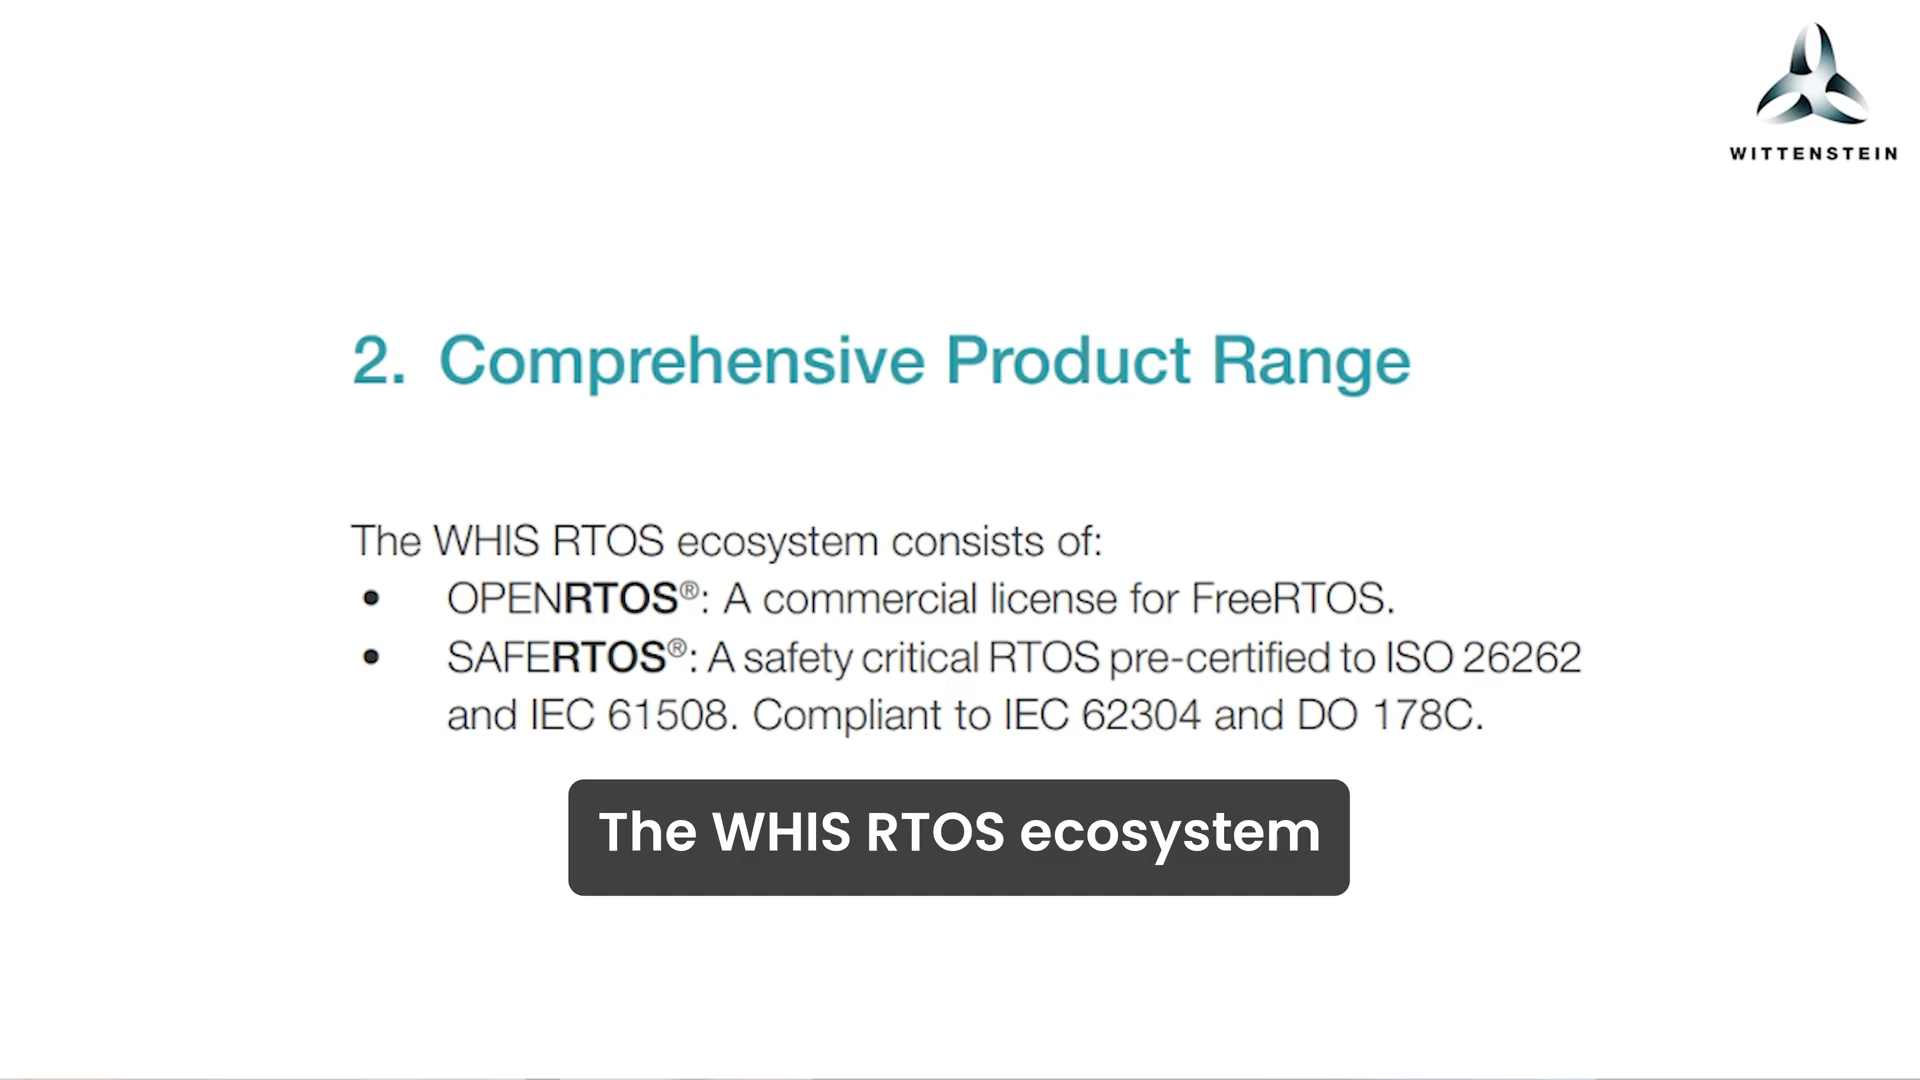 WITTENSTEIN
2. Comprehensive Product Range
The WHIS RTOS ecosystem consists of:
• OPENRTOS®: A commercial license for FreeRTOS.
• SAFERTOS®: A safety critical RTOS pre-certified to ISO 26262
and IEC 61508. Compliant to IEC 62304 and DO 178C.
The WHIS RTOS ecosystem